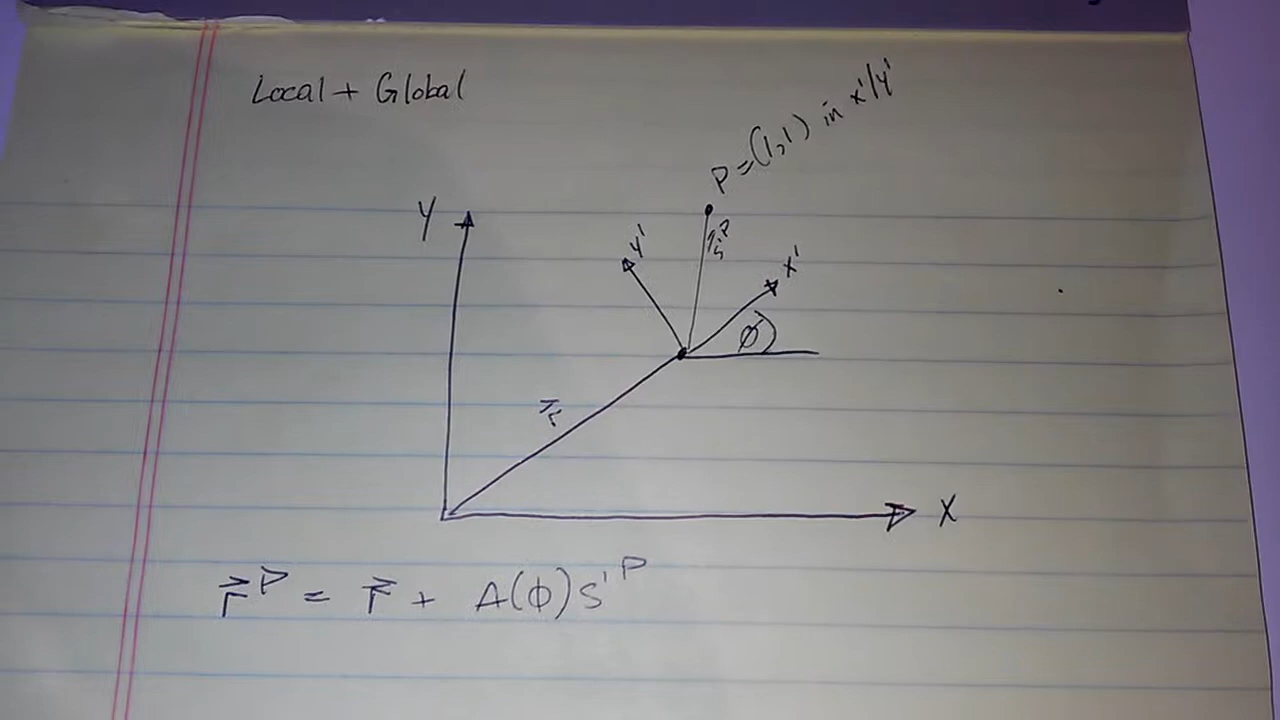 Local + Global
P = (1,1) in x'/y'
Y
y'
s'ᴾ
x'
φ
r⃗
X
r⃗ᴾ = r⃗ + A(φ)s'ᴾ